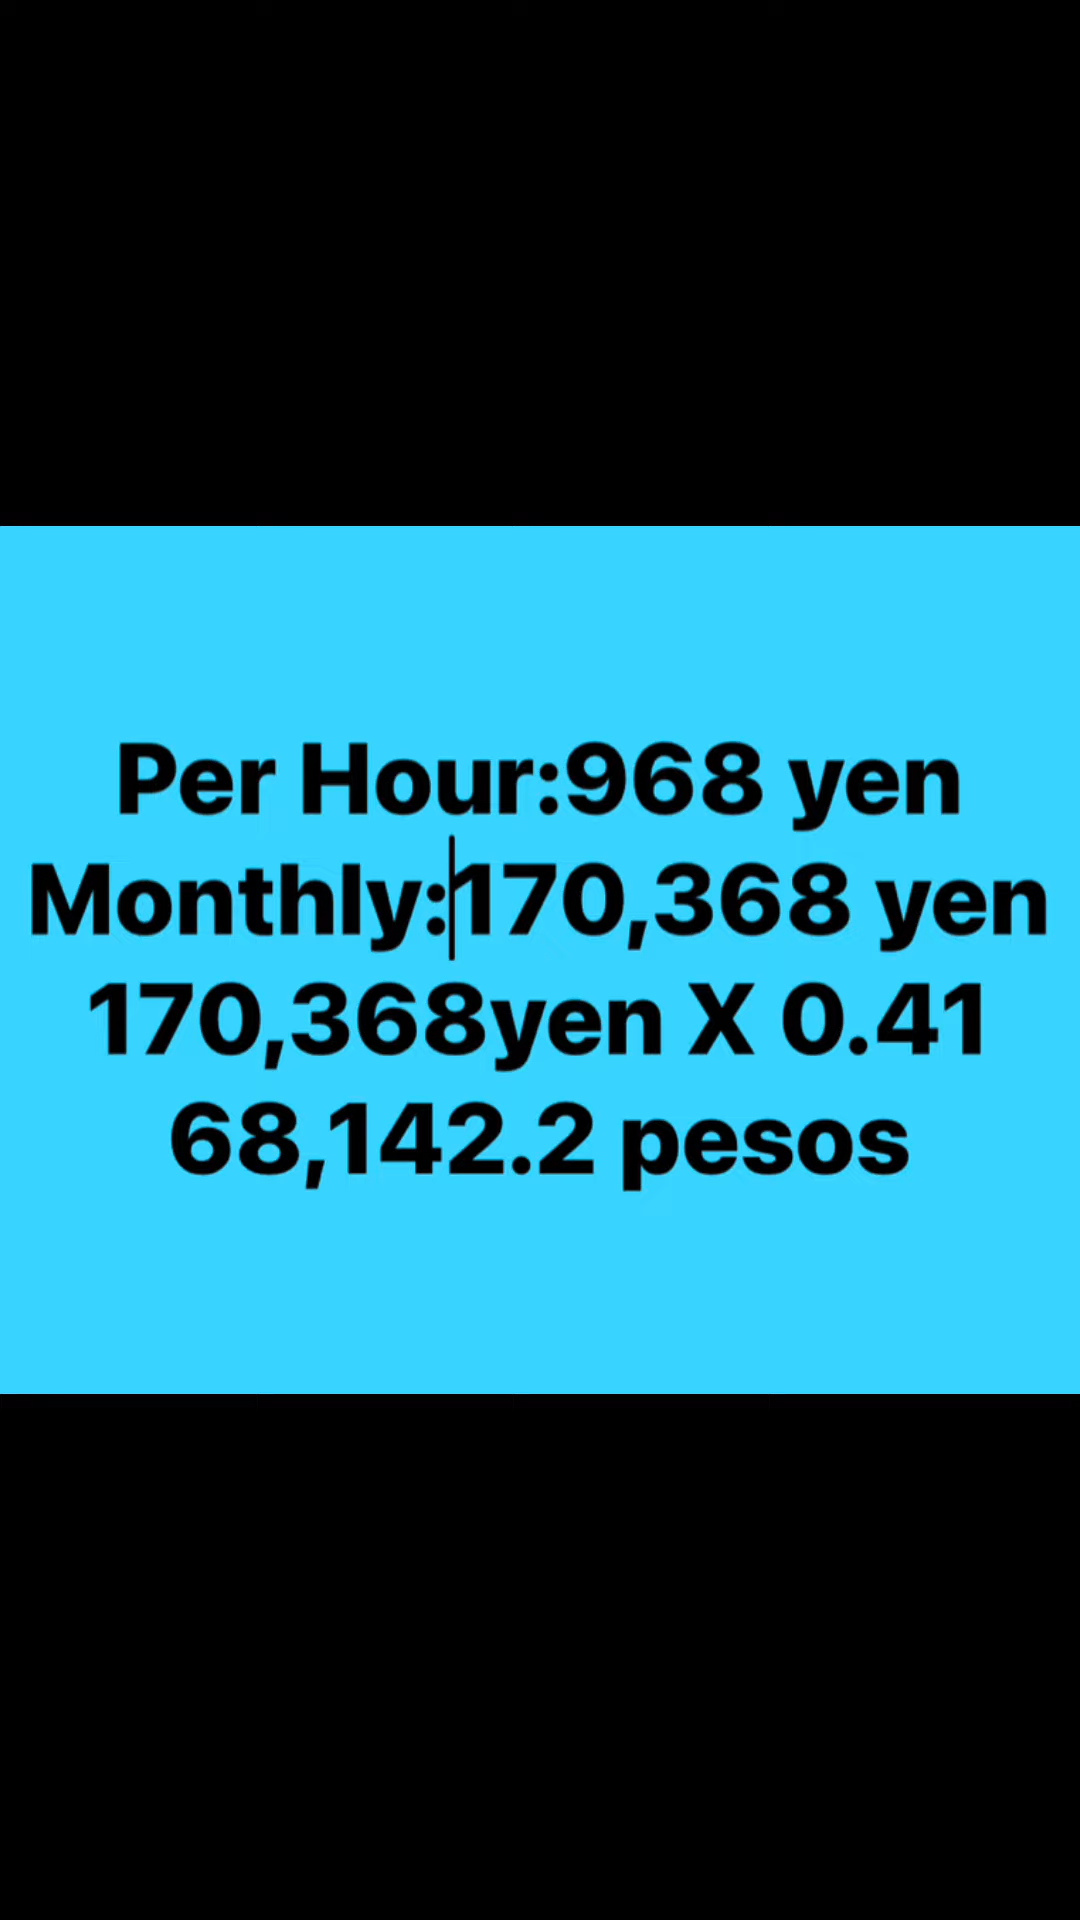 Per Hour:968 yen
Monthly:170,368 yen
170,368yen X 0.41
68,142.2 pesos